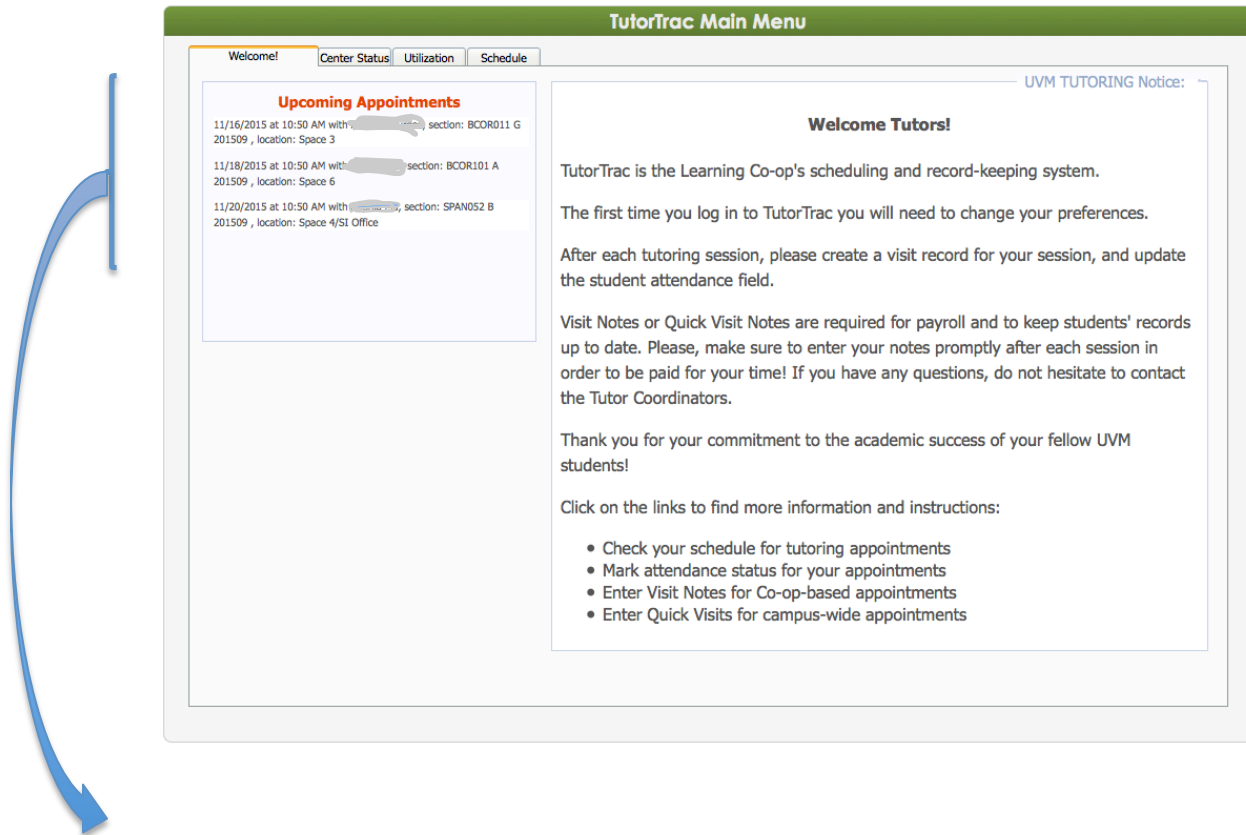 TutorTrac Main Menu
Welcome!
Center Status
Utilization
Schedule
Upcoming Appointments
11/16/2015 at 10:50 AM with , section: BCOR011 G
201509 , location: Space 3
11/18/2015 at 10:50 AM with section: BCOR101 A
201509 , location: Space 6
11/20/2015 at 10:50 AM with , section: SPAN052 B
201509 , location: Space 4/SI Office
UVM TUTORING Notice:
Welcome Tutors!
TutorTrac is the Learning Co-op's scheduling and record-keeping system.
The first time you log in to TutorTrac you will need to change your preferences.
After each tutoring session, please create a visit record for your session, and update
the student attendance field.
Visit Notes or Quick Visit Notes are required for payroll and to keep students' records
up to date. Please, make sure to enter your notes promptly after each session in
order to be paid for your time! If you have any questions, do not hesitate to contact
the Tutor Coordinators.
Thank you for your commitment to the academic success of your fellow UVM
students!
Click on the links to find more information and instructions:
• Check your schedule for tutoring appointments
• Mark attendance status for your appointments
• Enter Visit Notes for Co-op-based appointments
• Enter Quick Visits for campus-wide appointments